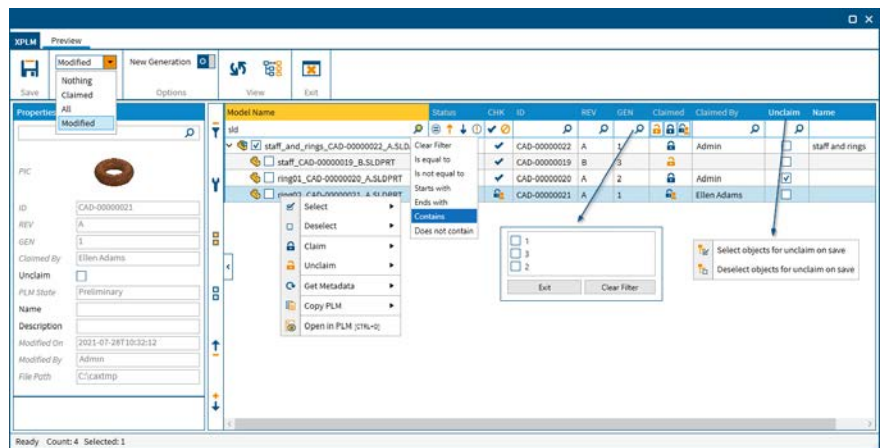 XPLM Preview
Modified
New Generation
Nothing
Claimed
All
Modified
Save Options View Exit
Properties
PIC
ID CAD-00000021
REV A
GEN 1
Claimed By Ellen Adams
Unclaim
PLM State Preliminary
Name
Description
Modified On 2021-07-28T10:32:12
Modified By Admin
File Path C:\caxtmp
Model Name Status CHK ID REV GEN Claimed Claimed By Unclaim Name
sld
staff_and_rings_CAD-00000022_A.SLD CAD-00000022 A 1 Admin staff and rings
staff_CAD-00000019_B.SLDPRT CAD-00000019 B 3
ring01_CAD-00000020_A.SLDPRT CAD-00000020 A 2 Admin
ring02_CAD-00000021_A.SLDPRT CAD-00000021 A 1 Ellen Adams
Clear Filter
Is equal to
Is not equal to
Starts with
Ends with
Contains
Does not contain
Select
Deselect
Claim
Unclaim
Get Metadata
Copy PLM
Open in PLM [CTRL+O]
1
3
2
Exit Clear Filter
Select objects for unclaim on save
Deselect objects for unclaim on save
Ready Count: 4 Selected: 1